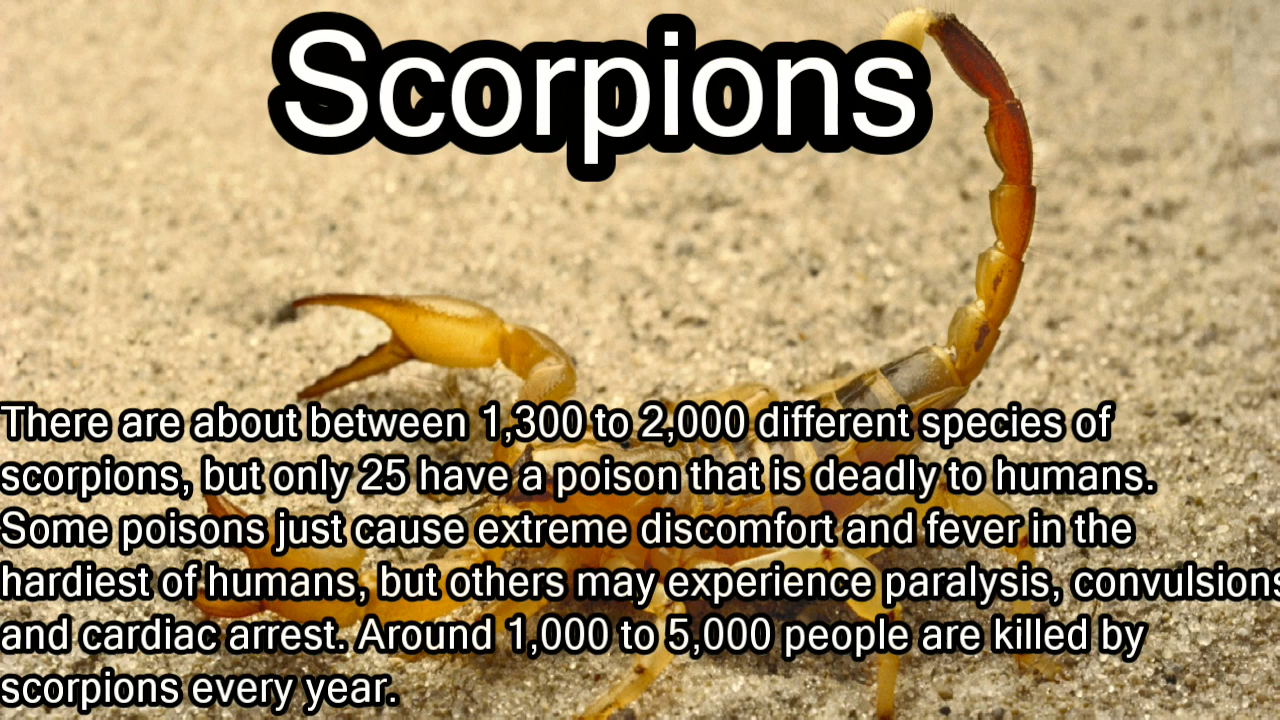 Scorpions
There are about between 1,300 to 2,000 different species of
scorpions, but only 25 have a poison that is deadly to humans.
Some poisons just cause extreme discomfort and fever in the
hardiest of humans, but others may experience paralysis, convulsions
and cardiac arrest. Around 1,000 to 5,000 people are killed by
scorpions every year.